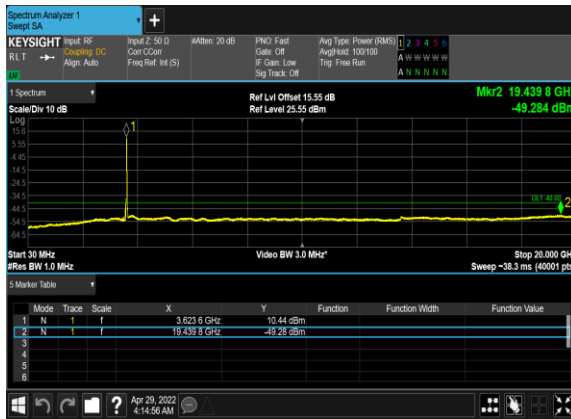 Spectrum Analyzer 1
Swept SA
+
KEYSIGHT Input: RF Input Z: 50 Ω #Atten: 20 dB PNO: Fast Avg Type: Power (RMS) 1 2 3 4 5 6
RLT Coupling: DC Corr CCorr Gate: Off Avg|Hold: 100/100 A W W W W W
Align: Auto Freq Ref: Int (S) IF Gain: Low Trig: Free Run
Sig Track: Off A N N N N N
1 Spectrum Ref Lvl Offset 15.55 dB Mkr2 19.439 8 GH
Scale/Div 10 dB Ref Level 25.55 dBm -49.284 dBm
Log
15.6
5.55
-4.45
-14.5
-24.5
-34.5
-44.5
-54.5
-64.5
1
2
Start 30 MHz Video BW 3.0 MHz* Stop 20.000 GH
#Res BW 1.0 MHz Sweep ~38.3 ms (40001 pts
5 Marker Table
Mode Trace Scale X Y Function Function Width Function Value
1 N 1 f 3.623 6 GHz 10.44 dBm
2 N 1 f 19.439 8 GHz -49.28 dBm
3
4
5
6
? Apr 29, 2022
4:14:56 AM